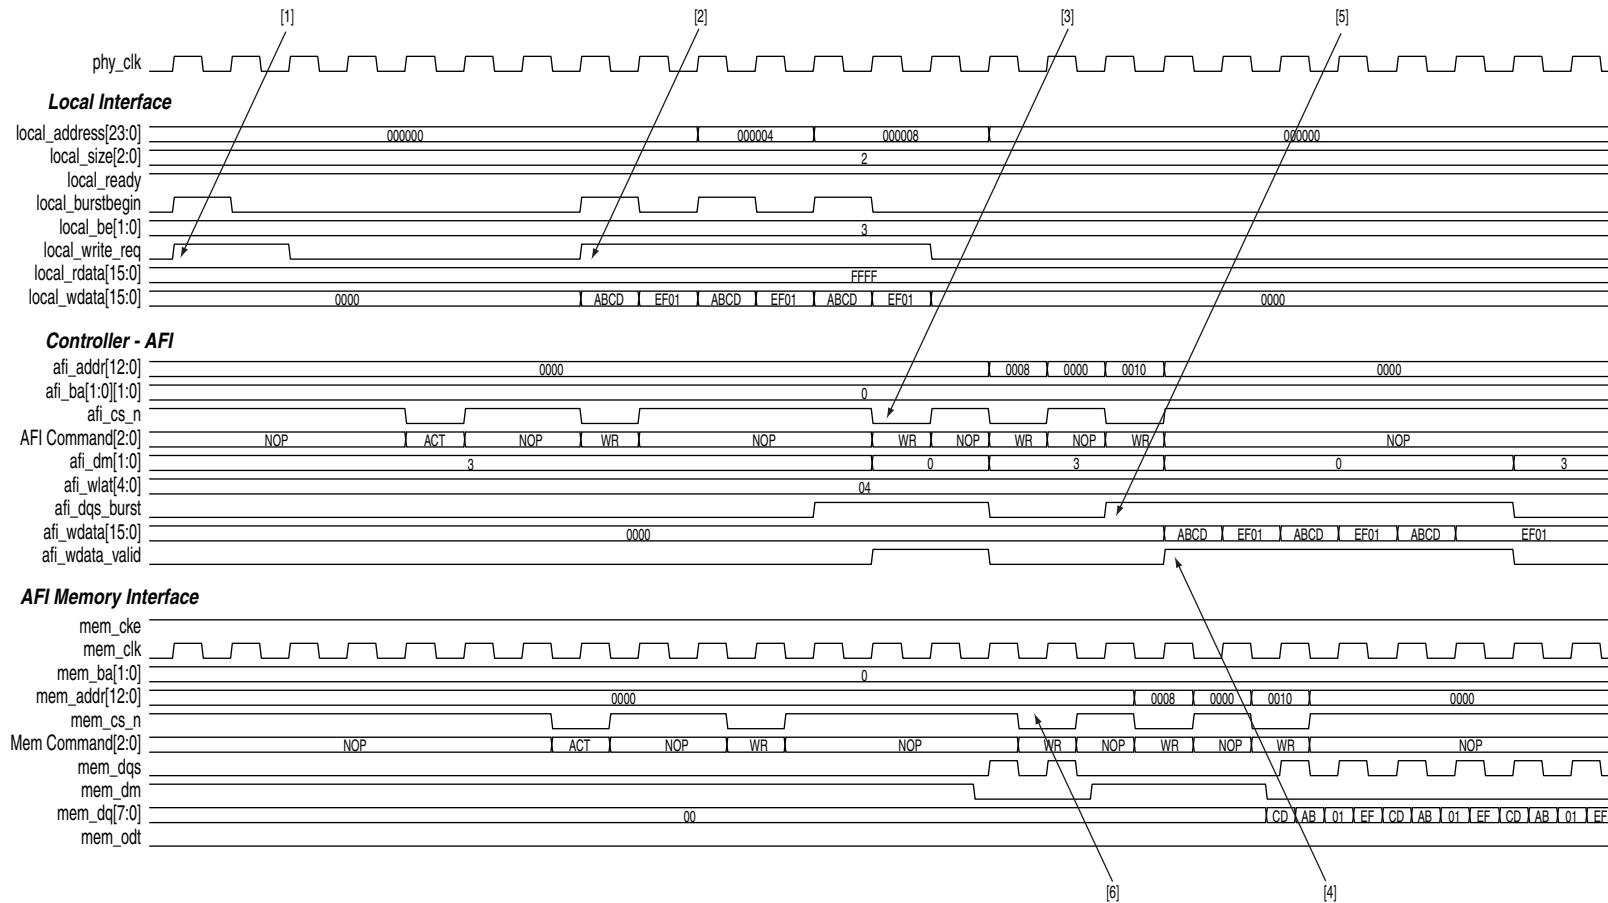 [1] [2] [3] [5]
phy_clk
Local Interface
local_address[23:0] 000000 000004 000008 000000
local_size[2:0] 2
local_ready
local_burstbegin
local_be[1:0] 3
local_write_req
local_rdata[15:0] FFFF
local_wdata[15:0] 0000 ABCD EF01 ABCD EF01 ABCD EF01 0000
Controller - AFI
afi_addr[12:0] 0000 0008 0000 0010 0000
afi_ba[1:0][1:0] 0
afi_cs_n
AFI Command[2:0] NOP ACT NOP WR NOP WR NOP WR NOP WR NOP
afi_dm[1:0] 3 0 3 0 3
afi_wlat[4:0] 04
afi_dqs_burst
afi_wdata[15:0] 0000 ABCD EF01 ABCD EF01 ABCD EF01
afi_wdata_valid
AFI Memory Interface
mem_cke
mem_clk
mem_ba[1:0] 0
mem_addr[12:0] 0000 0008 0000 0010 0000
mem_cs_n
Mem Command[2:0] NOP ACT NOP WR NOP WR NOP WR NOP WR NOP
mem_dqs
mem_dm
mem_dq[7:0] 00 CD AB 01 EF CD AB 01 EF CD AB 01 EF
mem_odt
[6] [4]